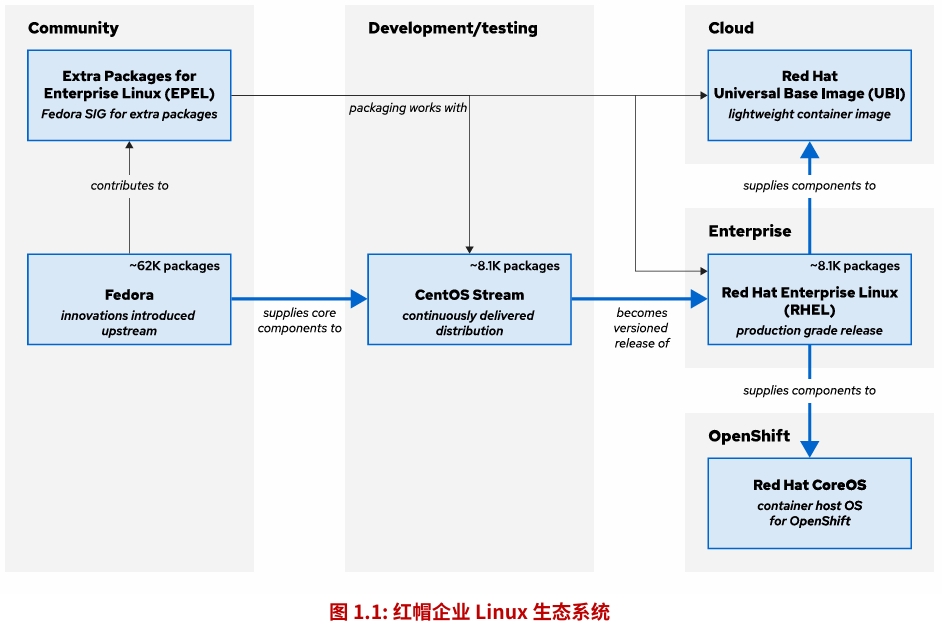 Community
Extra Packages for
Enterprise Linux (EPEL)
Fedora SIG for extra packages
contributes to
~62K packages
Fedora
innovations introduced
upstream
supplies core
components to
Development/testing
packaging works with
~8.1K packages
CentOS Stream
continuously delivered
distribution
becomes
versioned
release of
Cloud
Red Hat
Universal Base Image (UBI)
lightweight container image
supplies components to
Enterprise
~8.1K packages
Red Hat Enterprise Linux
(RHEL)
production grade release
supplies components to
OpenShift
Red Hat CoreOS
container host OS
for OpenShift
图 1.1: 红帽企业 Linux 生态系统